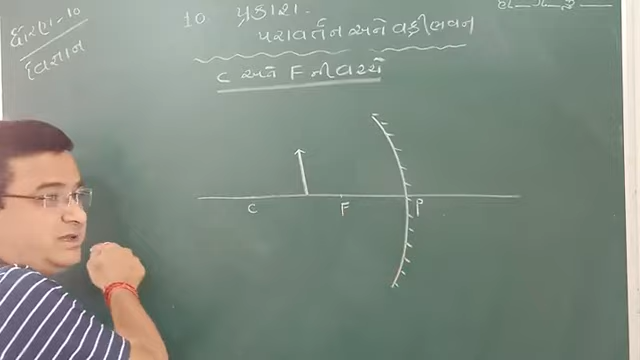 ધોરણ-10
વિજ્ઞાન
10. પ્રકાશ.
પરાવર્તન અને વક્રીભવન
C અને F ની વચ્ચે
C F P